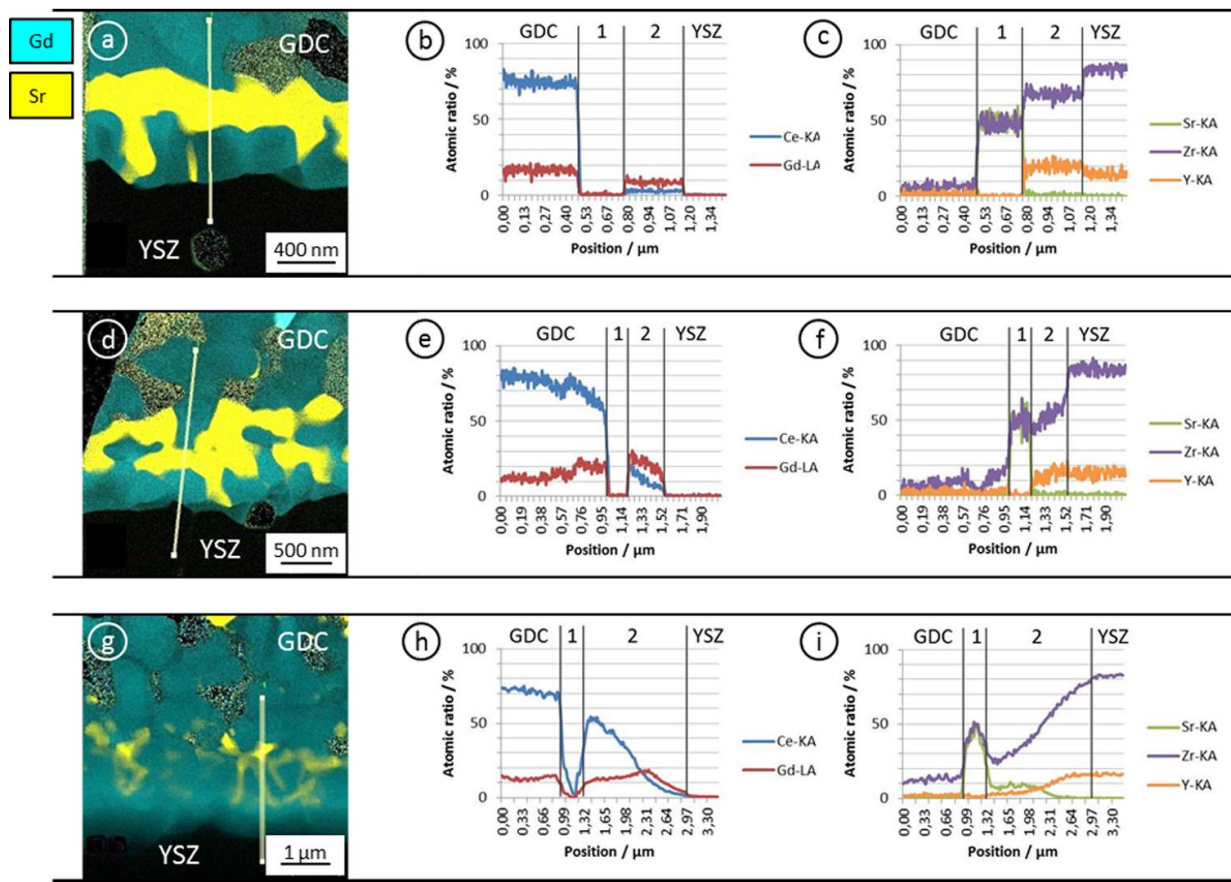 Gd
Sr
a
GDC
YSZ
400 nm
b
GDC 1 2 YSZ
Atomic ratio / %
100
50
0
0,00 0,13 0,27 0,40 0,53 0,67 0,80 0,94 1,07 1,20 1,34
Position / µm
Ce-KA
Gd-LA
c
GDC 1 2 YSZ
Atomic ratio / %
100
50
0
0,00 0,13 0,27 0,40 0,53 0,67 0,80 0,94 1,07 1,20 1,34
Position / µm
Sr-KA
Zr-KA
Y-KA
d
GDC
YSZ
500 nm
e
GDC 1 2 YSZ
Atomic ratio / %
100
50
0
0,00 0,19 0,38 0,57 0,76 0,95 1,14 1,33 1,52 1,71 1,90
Position / µm
Ce-KA
Gd-LA
f
GDC 1 2 YSZ
Atomic ratio / %
100
50
0
0,00 0,19 0,38 0,57 0,76 0,95 1,14 1,33 1,52 1,71 1,90
Position / µm
Sr-KA
Zr-KA
Y-KA
g
GDC
YSZ
1 µm
h
GDC 1 2 YSZ
Atomic ratio / %
100
50
0
0,00 0,33 0,66 0,99 1,32 1,65 1,98 2,31 2,64 2,97 3,30
Position / µm
Ce-KA
Gd-LA
i
GDC 1 2 YSZ
Atomic ratio / %
100
50
0
0,00 0,33 0,66 0,99 1,32 1,65 1,98 2,31 2,64 2,97 3,30
Position / µm
Sr-KA
Zr-KA
Y-KA